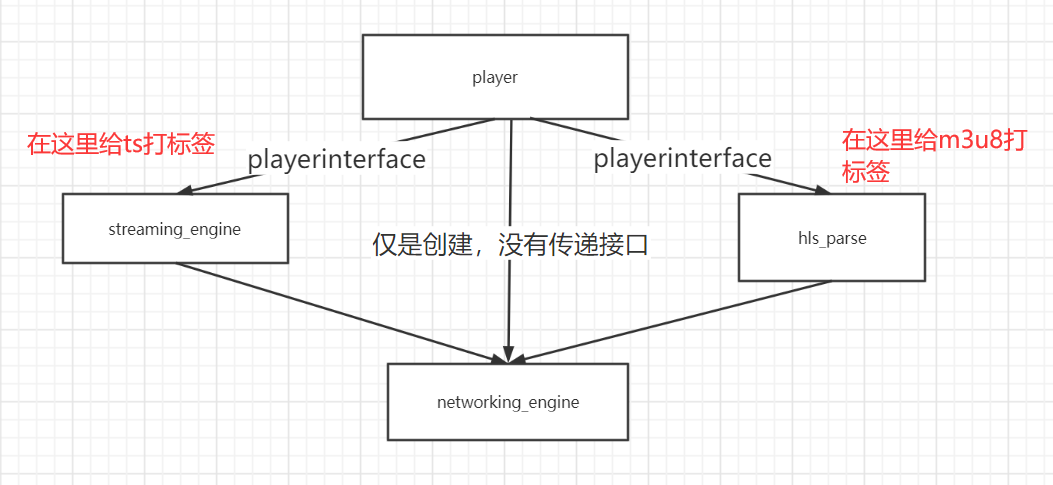 player
在这里给ts打标签
playerinterface
playerinterface
在这里给m3u8打
标签
streaming_engine
仅是创建，没有传递接口
hls_parse
networking_engine